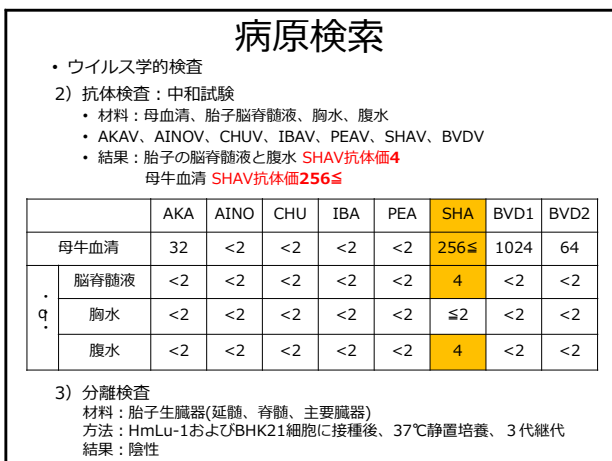 病原検索
• ウイルス学的検査
2）抗体検査：中和試験
• 材料：母血清、胎子脳脊髄液、胸水、腹水
• AKAV、AINOV、CHUV、IBAV、PEAV、SHAV、BVDV
• 結果：胎子の脳脊髄液と腹水 SHAV抗体価4
母牛血清 SHAV抗体価256≦
AKA AINO CHU IBA PEA SHA BVD1 BVD2
母牛血清 32 <2 <2 <2 <2 256≦ 1024 64
脳脊髄液 <2 <2 <2 <2 <2 4 <2 <2
胸水 <2 <2 <2 <2 <2 ≦2 <2 <2
腹水 <2 <2 <2 <2 <2 4 <2 <2
3）分離検査
材料：胎子生臓器(延髄、脊髄、主要臓器)
方法：HmLu-1およびBHK21細胞に接種後、37℃静置培養、３代継代
結果：陰性